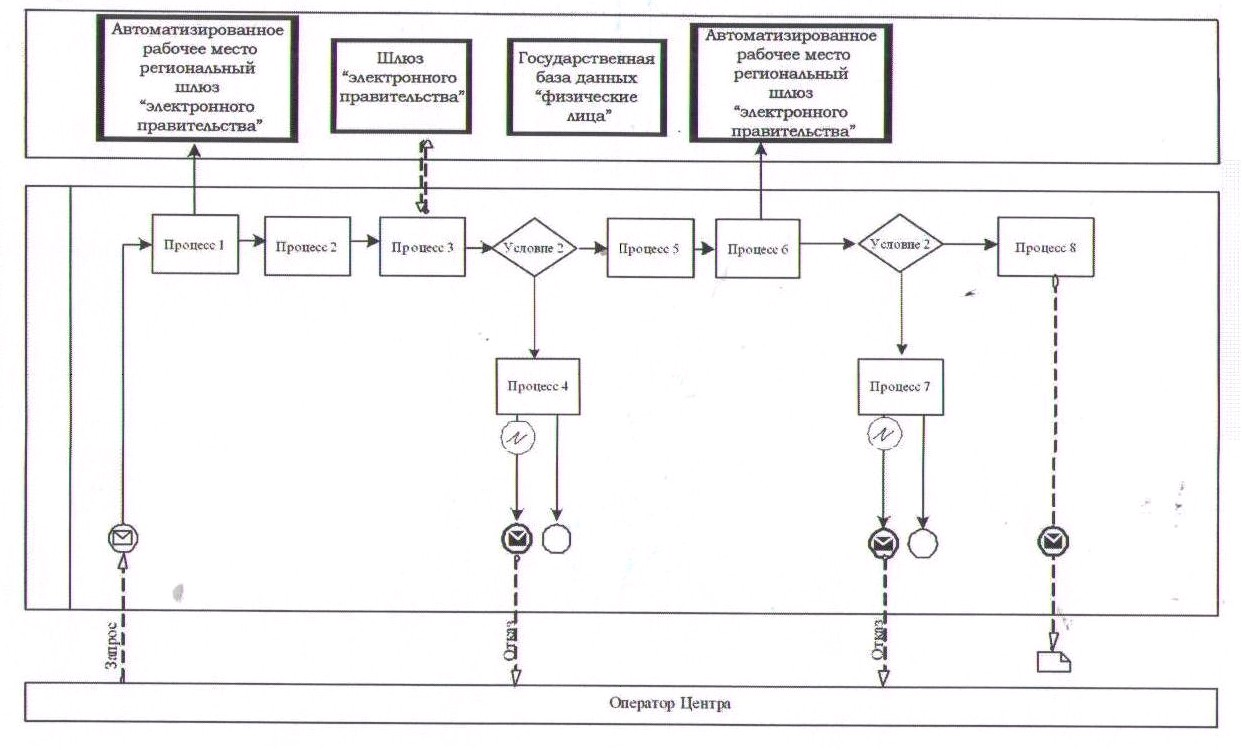 Автоматизированное
рабочее место
региональный
шлюз
“электронного
правительства”
Шлюз
“электронного
правительства”
Государственная
база данных
“физические
лица”
Автоматизированное
рабочее место
региональный
шлюз
“электронного
правительства”
Процесс 1
Процесс 2
Процесс 3
Условие 2
Процесс 5
Процесс 6
Условие 2
Процесс 8
Процесс 4
Процесс 7
Запрос
Отказ
Отказ
Оператор Центра